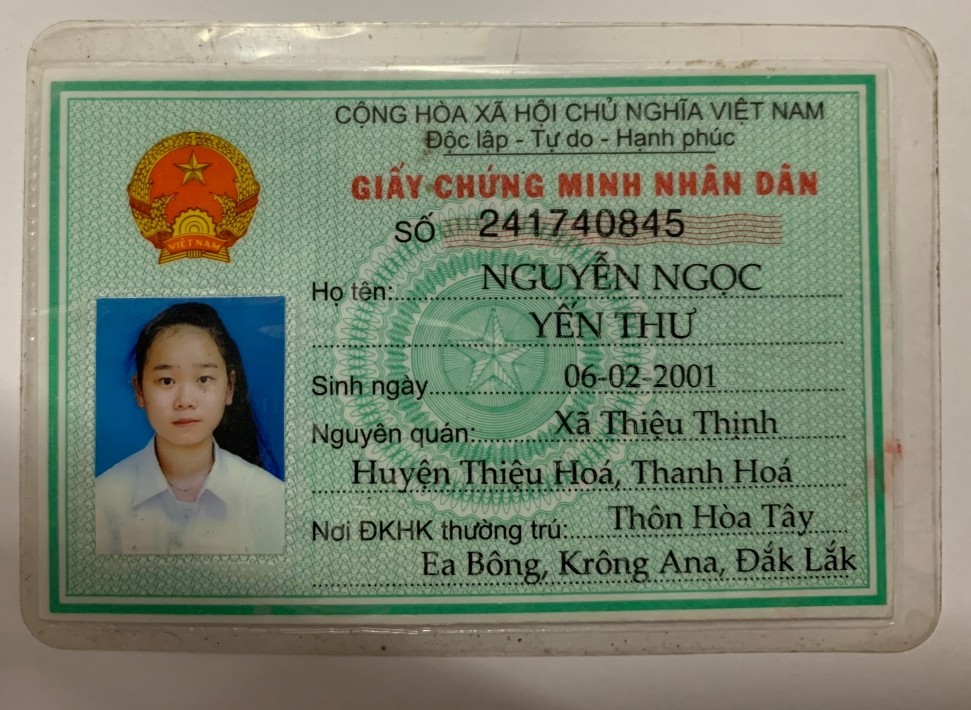 CỘNG HÒA XÃ HỘI CHỦ NGHĨA VIỆT NAM
Độc lập - Tự do - Hạnh phúc
GIẤY CHỨNG MINH NHÂN DÂN
SỐ 241740845
VIỆT NAM
Họ tên: NGUYỄN NGỌC
YẾN THƯ
Sinh ngày 06-02-2001
Nguyên quán: Xã Thiệu Thịnh
Huyện Thiệu Hoá, Thanh Hoá
Nơi ĐKHK thường trú: Thôn Hòa Tây
Ea Bông, Krông Ana, Đắk Lắk